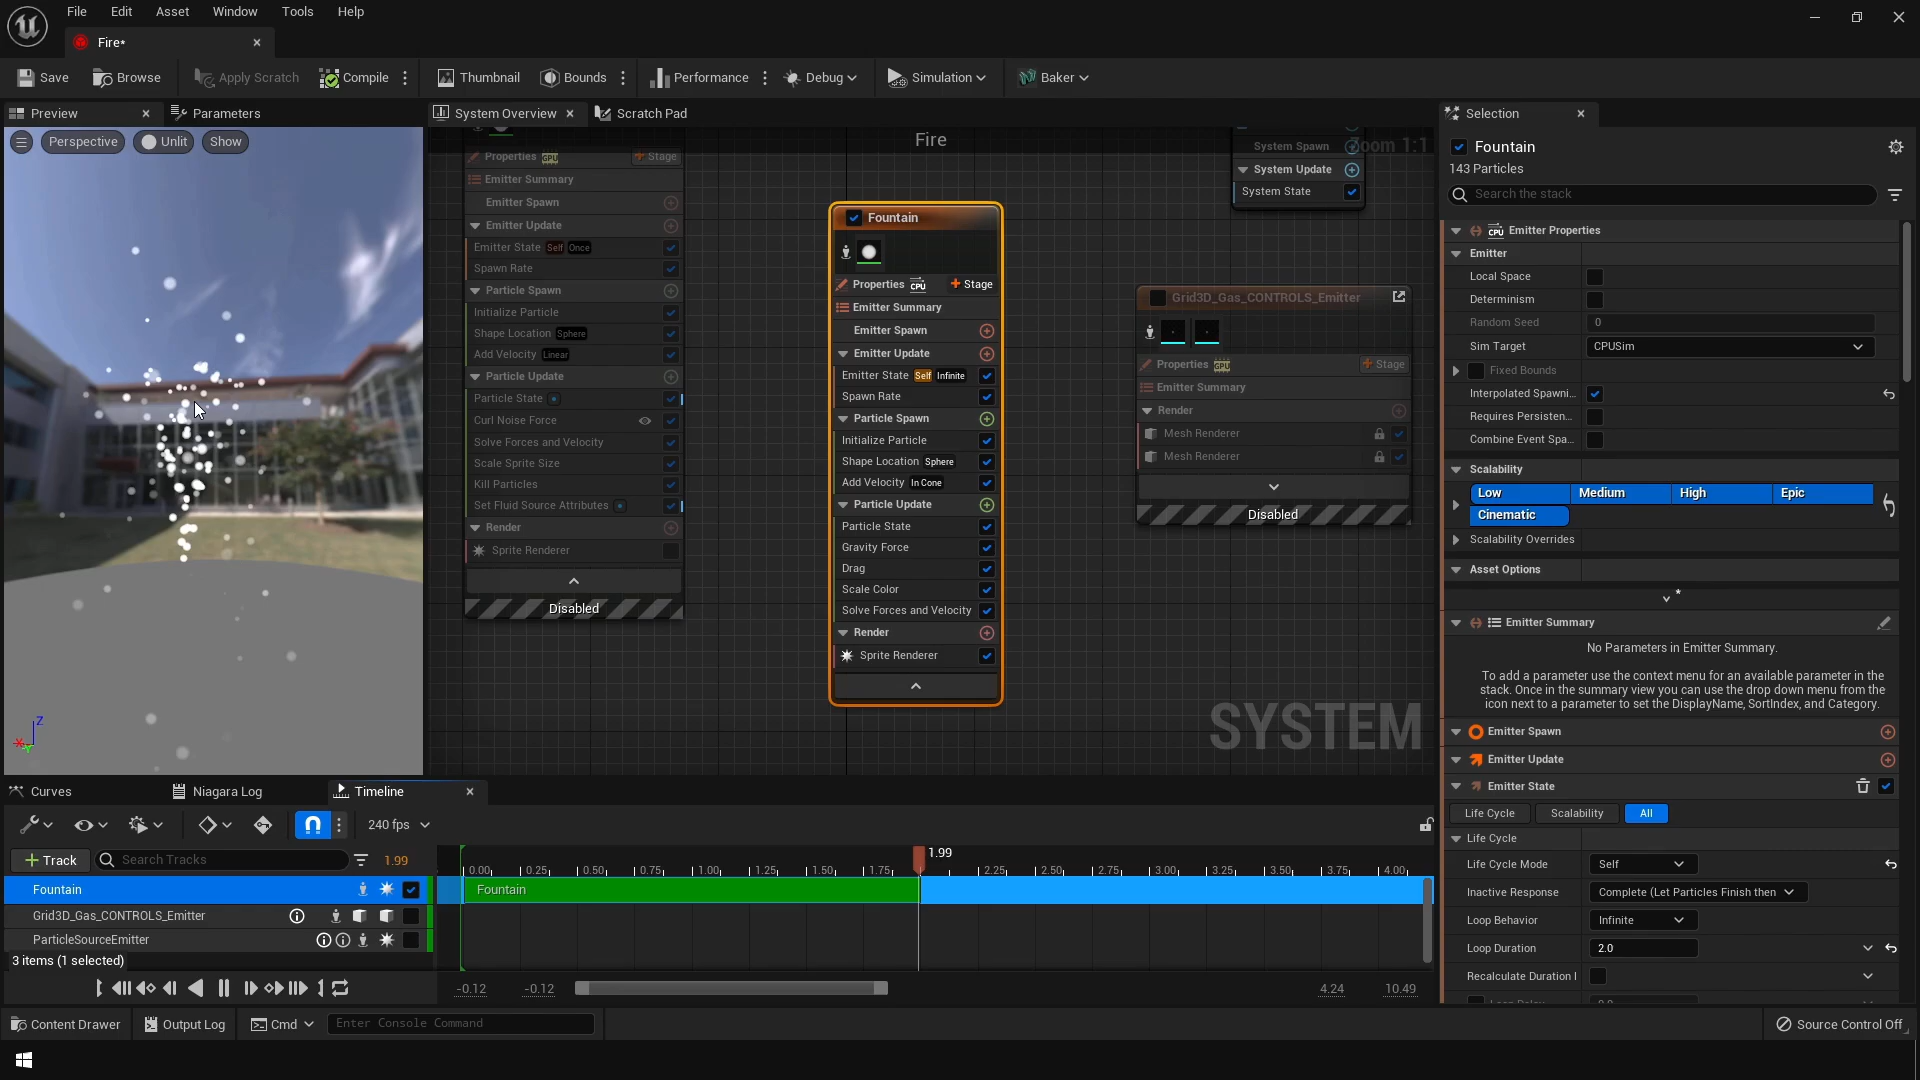 File Edit Asset Window Tools Help
Fire*
Save Browse Apply Scratch Compile Thumbnail Bounds Performance Debug Simulation Baker
Preview Parameters System Overview Scratch Pad Selection
Perspective Unlit Show
Fire
Zoom 1:1
Properties GPU Stage
Emitter Summary
Emitter Spawn
Emitter Update
Emitter State Self Once
Spawn Rate
Particle Spawn
Initialize Particle
Shape Location Sphere
Add Velocity Linear
Particle Update
Particle State
Curl Noise Force
Solve Forces and Velocity
Scale Sprite Size
Kill Particles
Set Fluid Source Attributes
Render
Sprite Renderer
Disabled
Fountain
Properties CPU Stage
Emitter Summary
Emitter Spawn
Emitter Update
Emitter State Self Infinite
Spawn Rate
Particle Spawn
Initialize Particle
Shape Location Sphere
Add Velocity In Cone
Particle Update
Particle State
Gravity Force
Drag
Scale Color
Solve Forces and Velocity
Render
Sprite Renderer
System Spawn
System Update
System State
Grid3D_Gas_CONTROLS_Emitter
Properties GPU Stage
Emitter Summary
Render
Mesh Renderer
Mesh Renderer
Disabled
SYSTEM
Fountain
143 Particles
Search the stack
CPU Emitter Properties
Emitter
Local Space
Determinism
Random Seed 0
Sim Target CPUSim
Fixed Bounds
Interpolated Spawni...
Requires Persisten...
Combine Event Spa...
Scalability
Low Medium High Epic
Cinematic
Scalability Overrides
Asset Options
Emitter Summary
No Parameters in Emitter Summary.
To add a parameter use the context menu for an available parameter in the
stack. Once in the summary view you can use the drop down menu from the
icon next to a parameter to set the DisplayName, SortIndex, and Category.
Emitter Spawn
Emitter Update
Emitter State
Life Cycle Scalability All
Life Cycle
Life Cycle Mode Self
Inactive Response Complete (Let Particles Finish then
Loop Behavior Infinite
Loop Duration 2.0
Recalculate Duration I
Z
Curves Niagara Log Timeline
240 fps
Track Search Tracks 1.99
1.99
0.00 0.25 0.50 0.75 1.00 1.25 1.50 1.75 2.25 2.50 2.75 3.00 3.25 3.50 3.75 4.00
Fountain Fountain
Grid3D_Gas_CONTROLS_Emitter
ParticleSourceEmitter
3 items (1 selected)
-0.12 -0.12 4.24 10.49
Content Drawer Output Log Cmd Enter Console Command Source Control Off